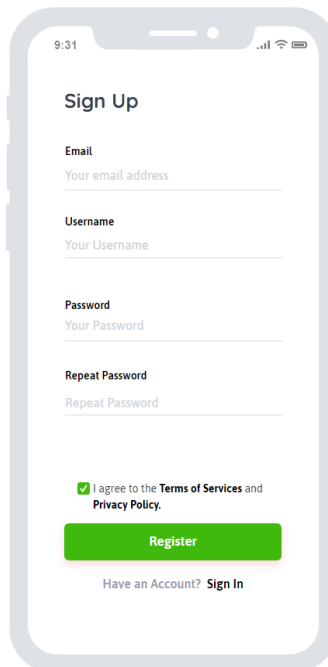 9:31
Sign Up
Email
Your email address
Username
Your Username
Password
Your Password
Repeat Password
Repeat Password
I agree to the Terms of Services and
Privacy Policy.
Register
Have an Account? Sign In